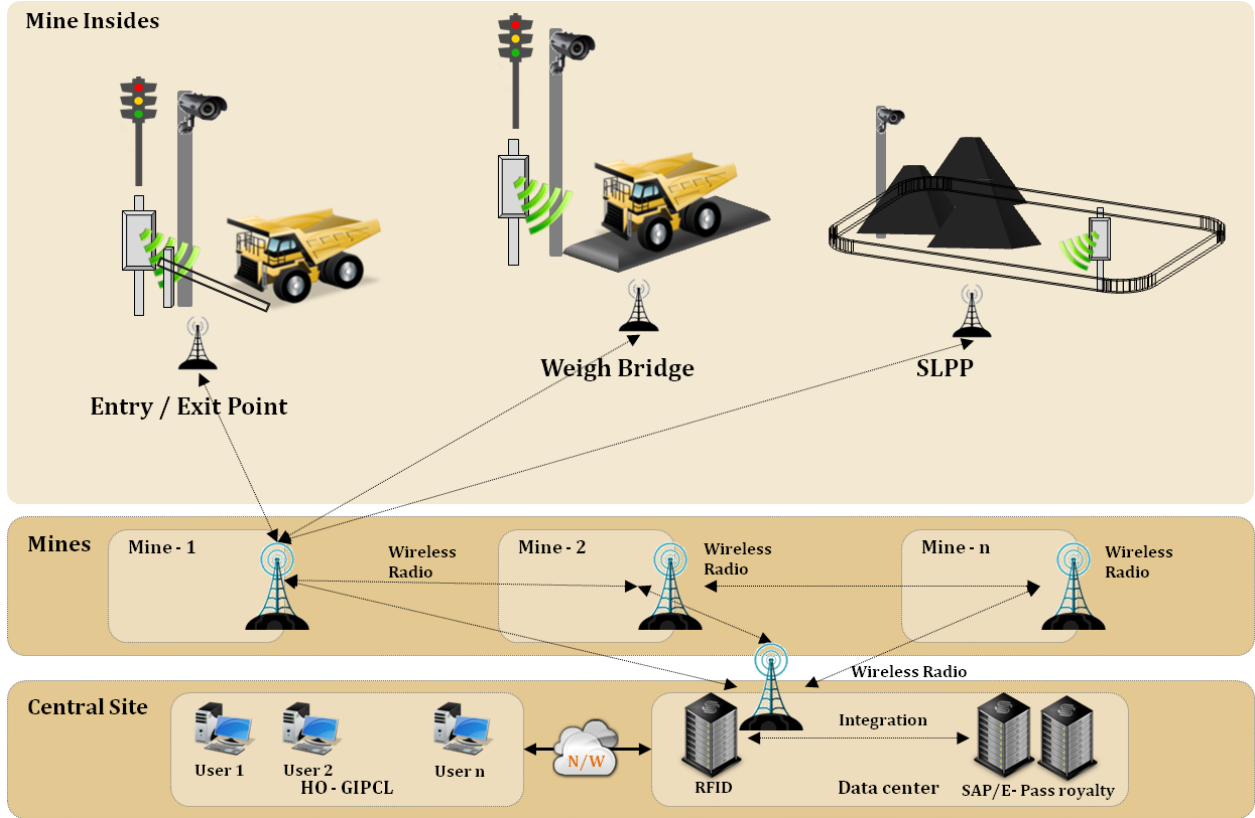 Mine Insides
Weigh Bridge
SLPP
Entry / Exit Point
Mines
Mine - 1
Wireless
Radio
Mine - 2
Wireless
Radio
Mine - n
Wireless
Radio
Wireless Radio
Central Site
User 1
User 2
User n
HO - GIPCL
N/W
Integration
RFID
Data center
SAP/E- Pass royalty